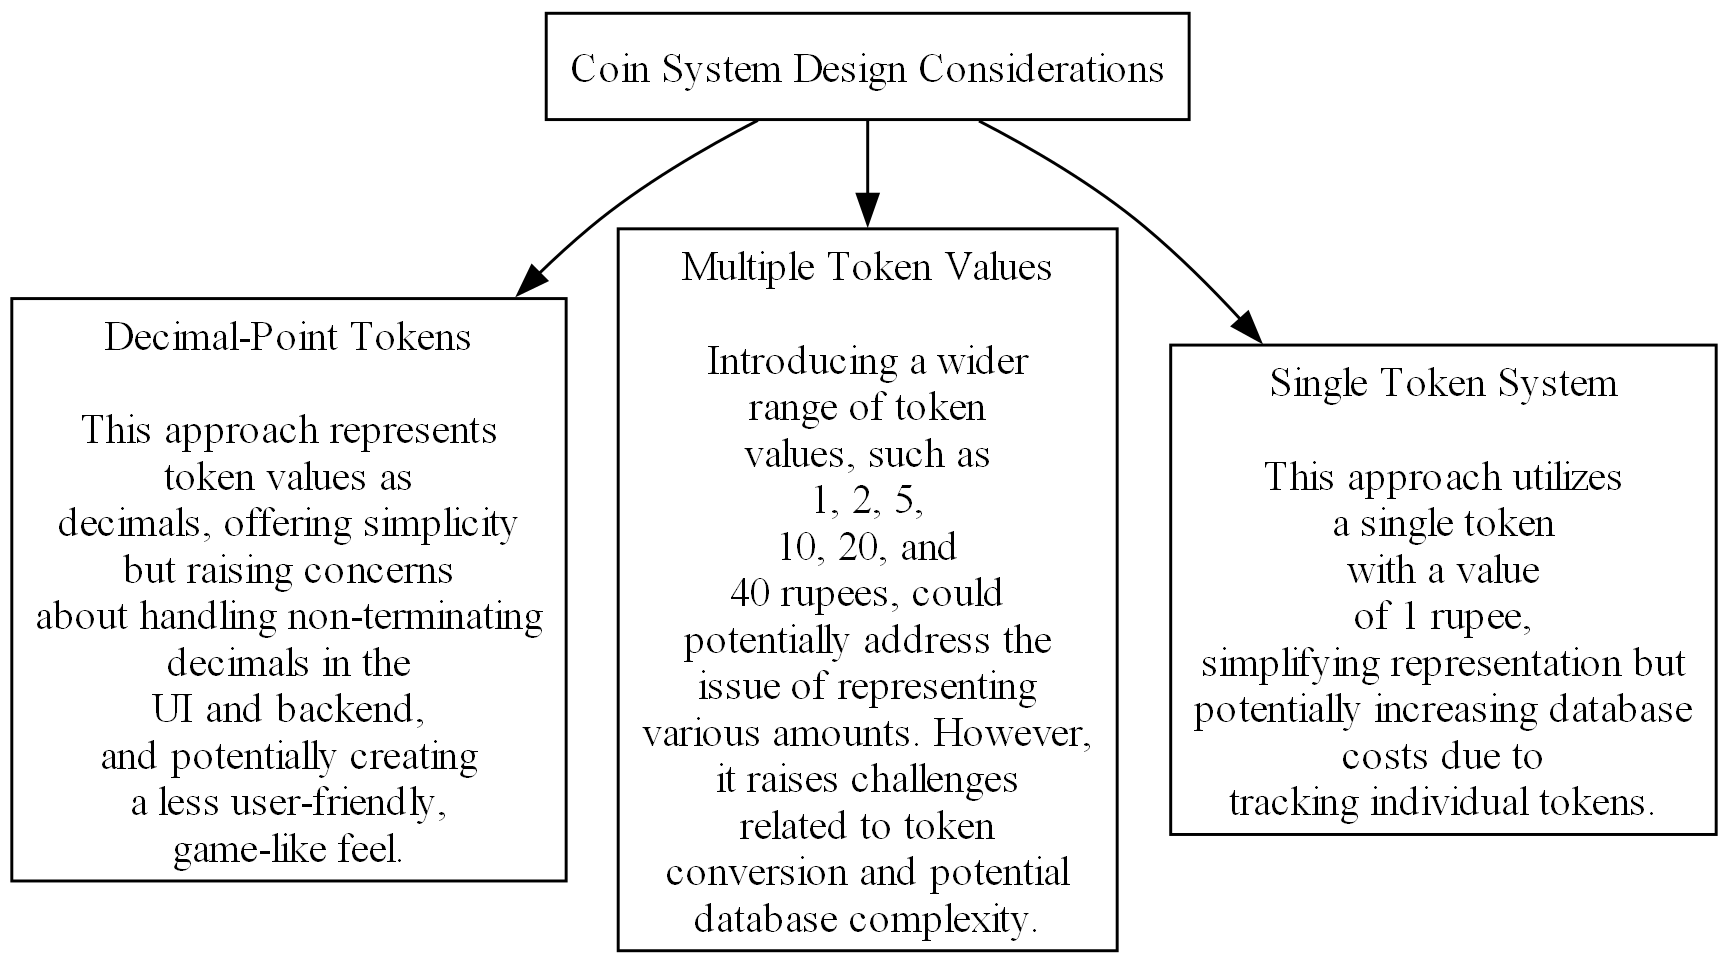 Coin System Design Considerations
Decimal-Point Tokens
This approach represents
token values as
decimals, offering simplicity
but raising concerns
about handling non-terminating
decimals in the
UI and backend,
and potentially creating
a less user-friendly,
game-like feel.
Multiple Token Values
Introducing a wider
range of token
values, such as
1, 2, 5,
10, 20, and
40 rupees, could
potentially address the
issue of representing
various amounts. However,
it raises challenges
related to token
conversion and potential
database complexity.
Single Token System
This approach utilizes
a single token
with a value
of 1 rupee,
simplifying representation but
potentially increasing database
costs due to
tracking individual tokens.